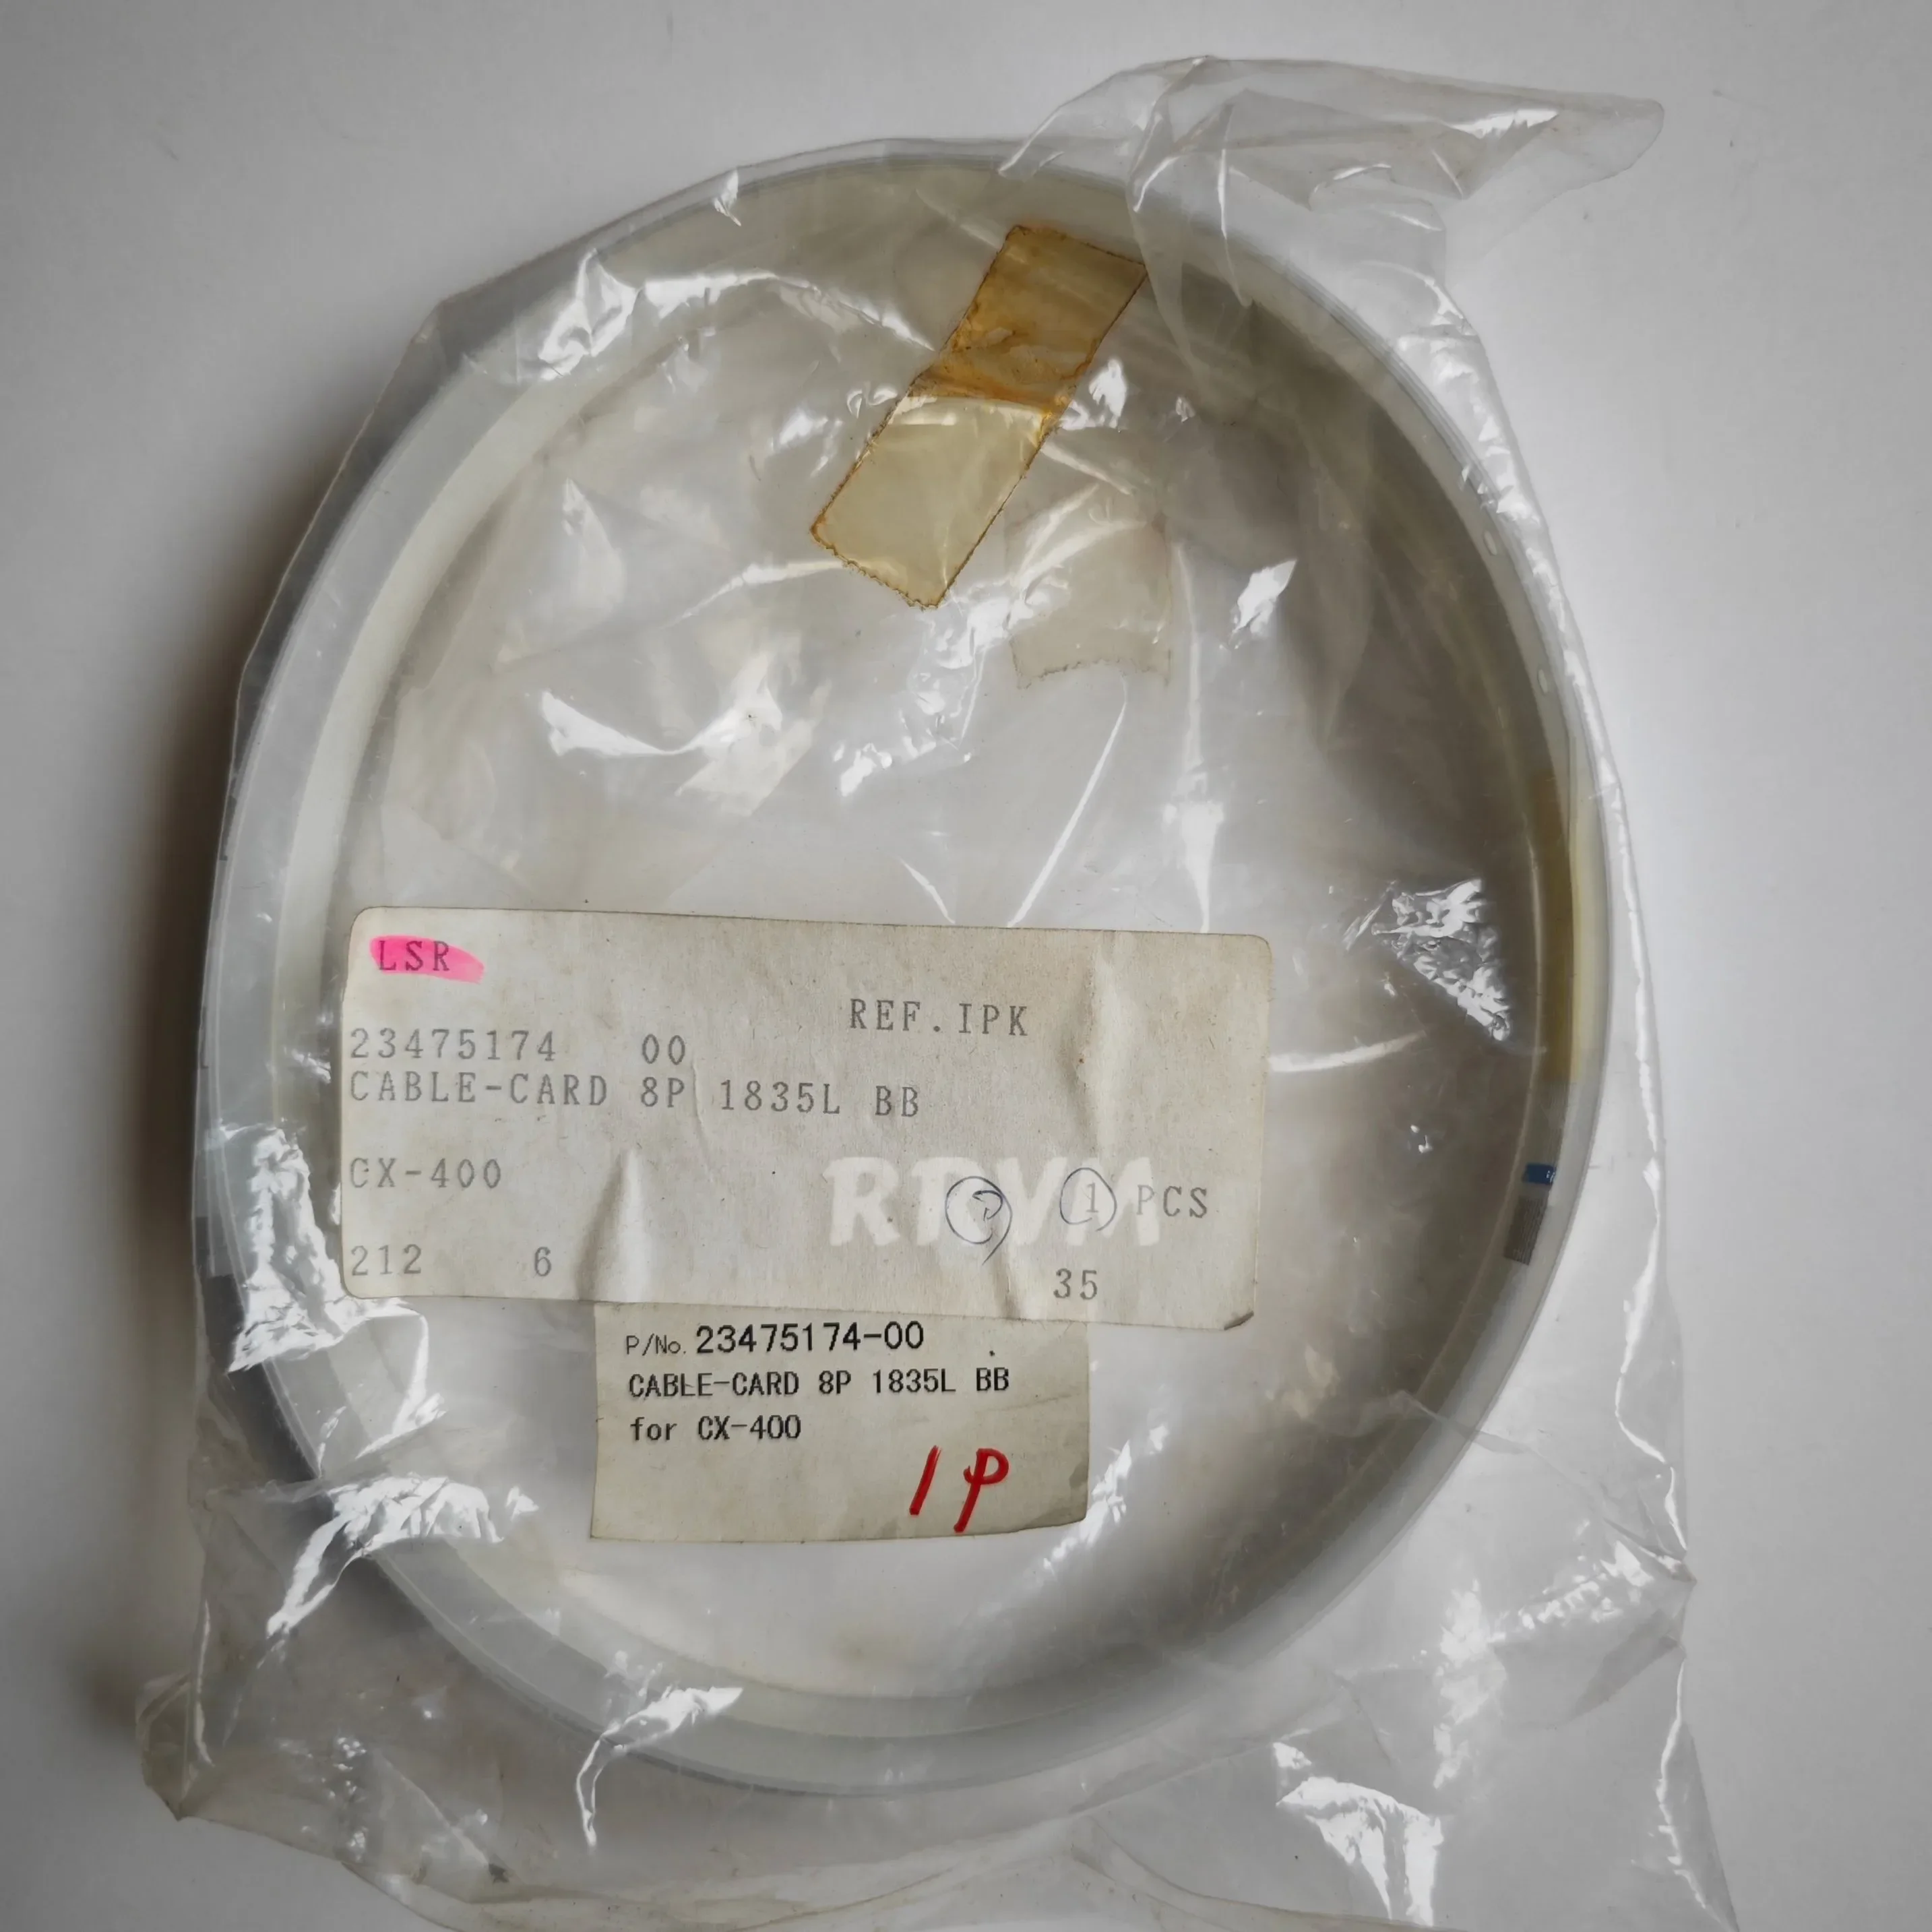 LSR
REF.IPK
23475174 00
CABLE-CARD 8P 1835L BB
CX-400
1 PCS
212 6
35
P/No. 23475174-00
CABLE-CARD 8P 1835L BB
for CX-400
1P